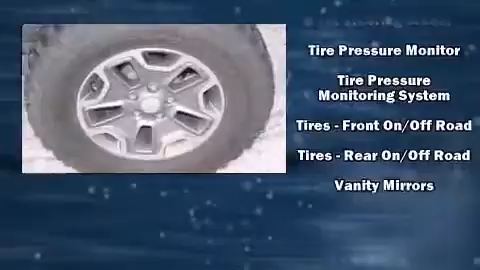 Tire Pressure Monitor
Tire Pressure
Monitoring System
Tires - Front On/Off Road
Tires - Rear On/Off Road
Vanity Mirrors